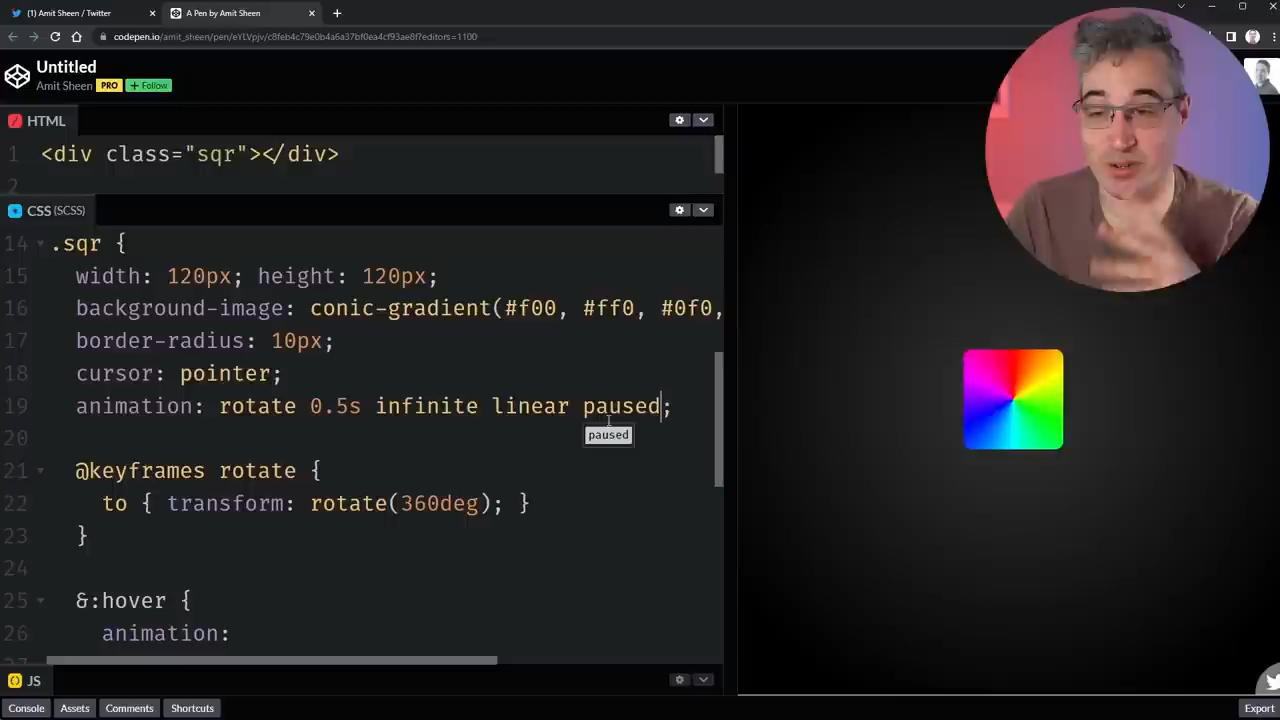 (1) Amit Sheen / Twitter
A Pen by Amit Sheen
codepen.io/amit_sheen/pen/eYLVpjv/c8feb4c79e0b4a6a37bf0ea4cf93ae8f?editors=1100
Untitled
Amit Sheen PRO + Follow
HTML
1 <div class="sqr"></div>
2
CSS (SCSS)
14 .sqr {
15 width: 120px; height: 120px;
16 background-image: conic-gradient(#f00, #ff0, #0f0,
17 border-radius: 10px;
18 cursor: pointer;
19 animation: rotate 0.5s infinite linear paused;
paused
20
21 @keyframes rotate {
22 to { transform: rotate(360deg); }
23 }
24
25 &:hover {
26 animation:
JS
Console Assets Comments Shortcuts
Export